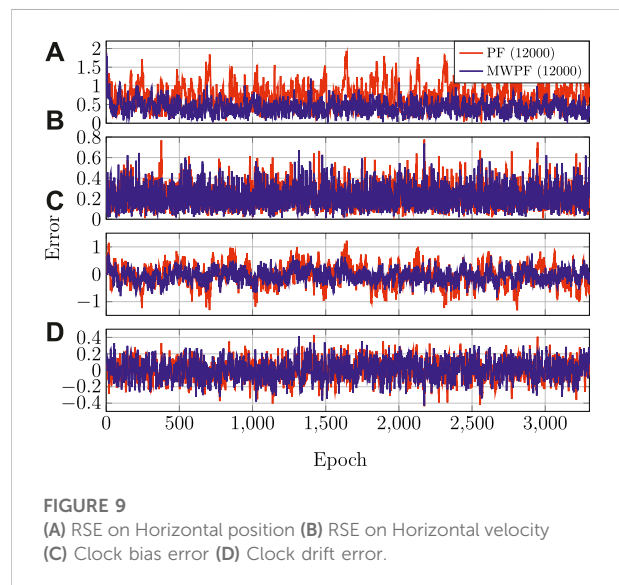 A
2
1.5
1
0.5
0
PF (12000)
MWPF (12000)
B
0.8
0.6
0.4
0.2
0
C
Error
1
0
−1
D
0.4
0.2
0
−0.2
−0.4
0 500 1,000 1,500 2,000 2,500 3,000
Epoch
FIGURE 9
(A) RSE on Horizontal position (B) RSE on Horizontal velocity
(C) Clock bias error (D) Clock drift error.